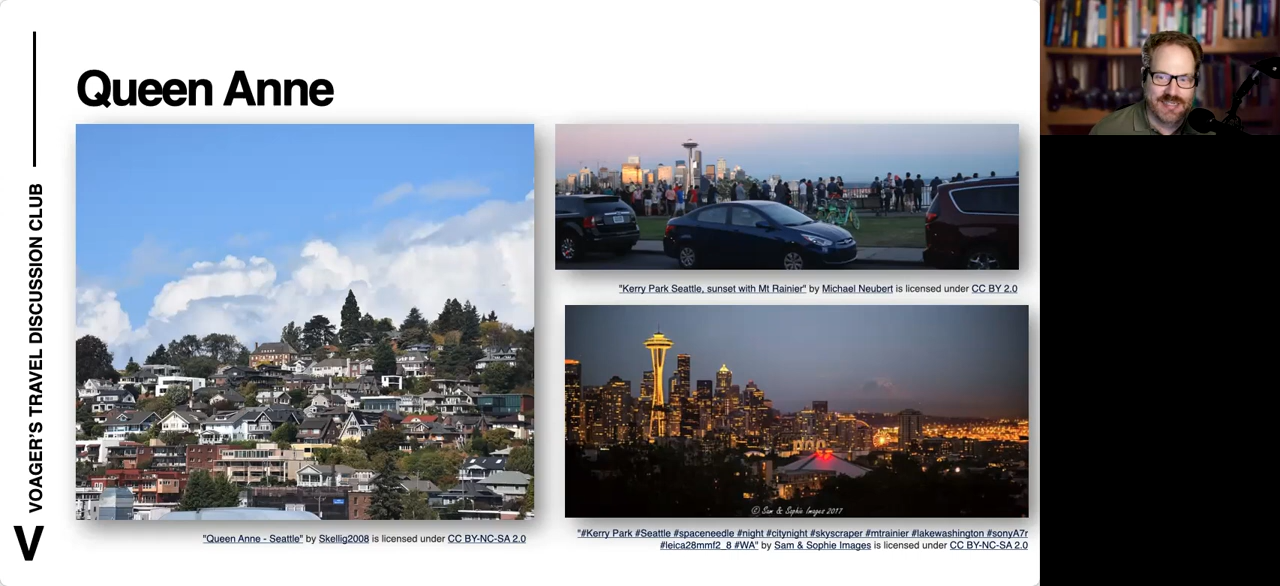 Queen Anne
VOAGER'S TRAVEL DISCUSSION CLUB
V
"Queen Anne - Seattle" by Skellig2008 is licensed under CC BY-NC-SA 2.0
"Kerry Park Seattle, sunset with Mt Rainier" by Michael Neubert is licensed under CC BY 2.0
© Sam & Sophie Images 2017
"#Kerry Park #Seattle #spaceneedle #night #citynight #skyscraper #mtrainier #lakewashington #sonyA7r
#leica28mmf2_8 #WA" by Sam & Sophie Images is licensed under CC BY-NC-SA 2.0